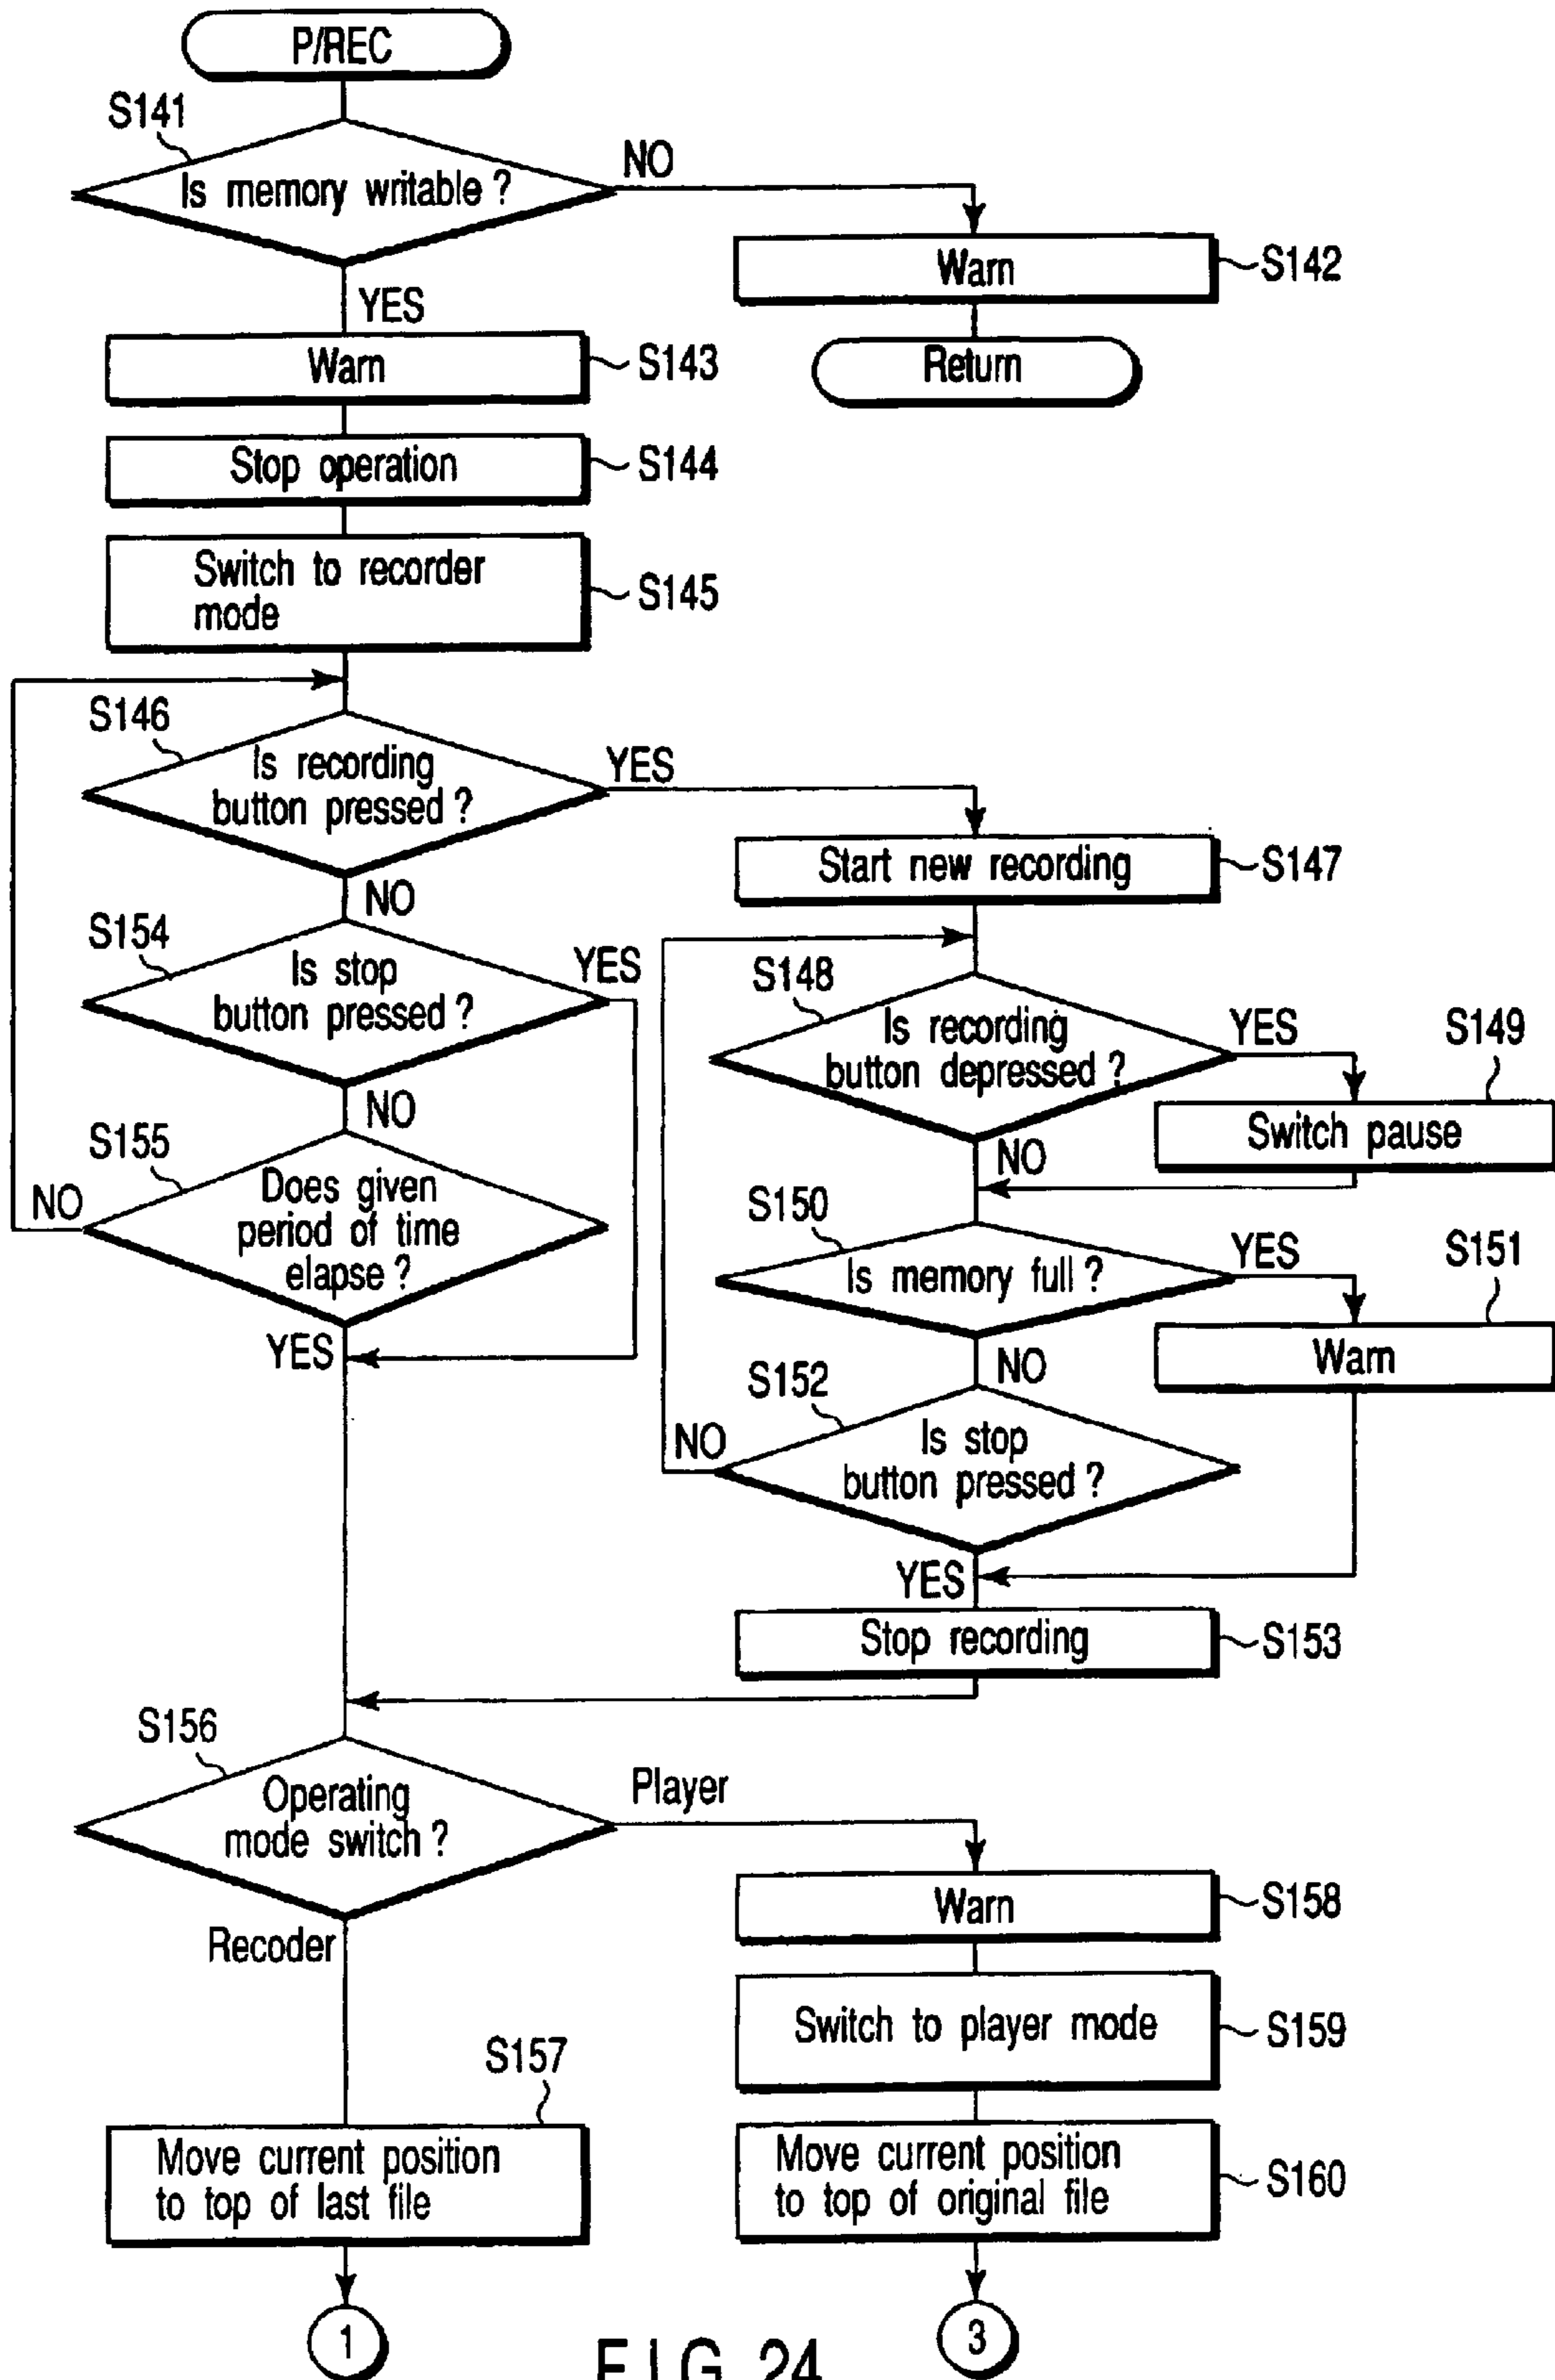 P/REC
S141
Is memory writable ?
NO
Warn
S142
YES
Return
Warn
S143
Stop operation
S144
Switch to recorder
mode
S145
S146
Is recording
button pressed ?
YES
Start new recording
S147
NO
S154
Is stop
button pressed ?
YES
S148
Is recording
button depressed ?
YES
S149
Switch pause
NO
NO
S155
Does given
period of time
elapse ?
NO
YES
S150
Is memory full ?
YES
S151
Warn
NO
S152
Is stop
button pressed ?
NO
YES
Stop recording
S153
S156
Operating
mode switch ?
Player
Recoder
Warn
S158
Switch to player mode
S159
S157
Move current position
to top of last file
Move current position
to top of original file
S160
1
3
FIG. 24